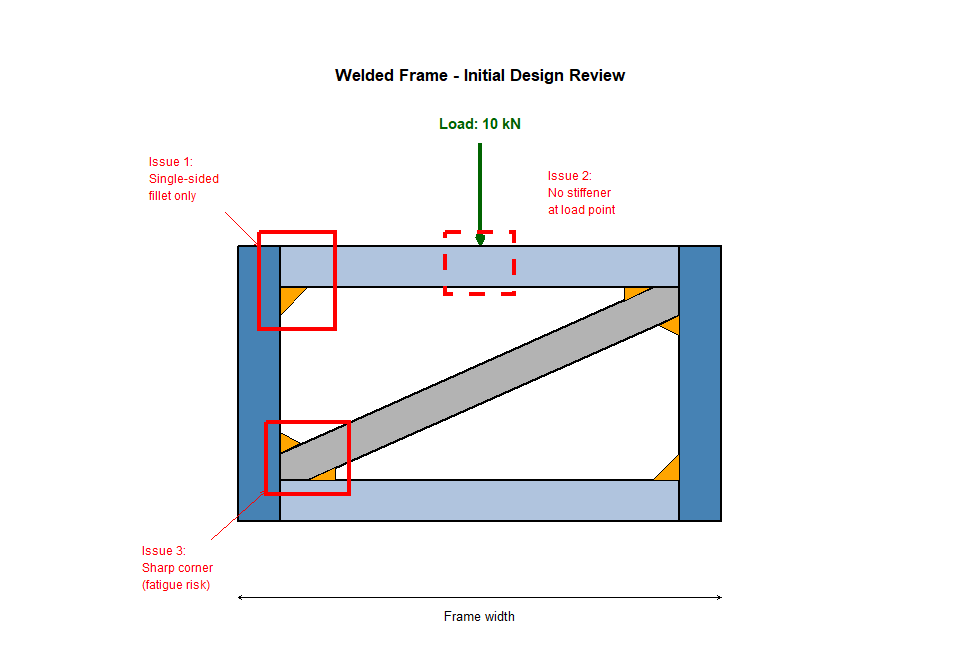 Welded Frame - Initial Design Review
Load: 10 kN
Issue 1:
Single-sided
fillet only
Issue 2:
No stiffener
at load point
Issue 3:
Sharp corner
(fatigue risk)
Frame width